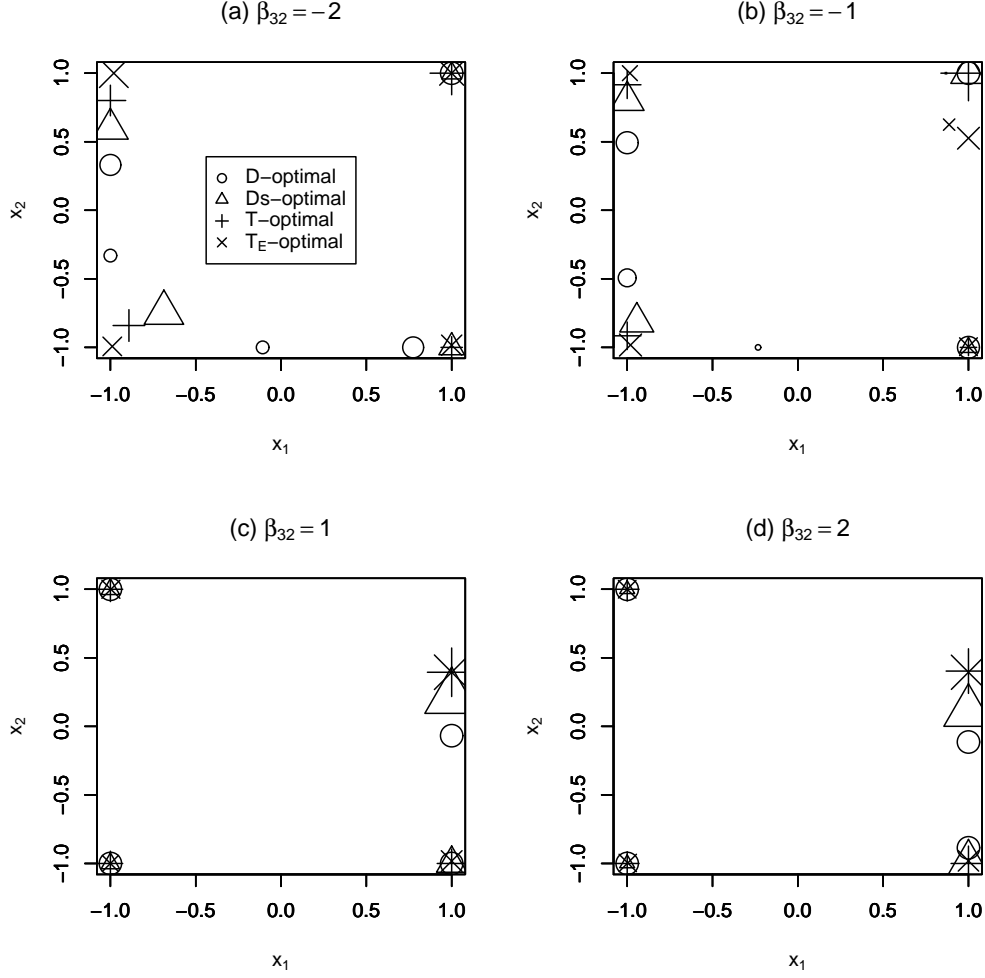 (a) β₃₂ = −2
(b) β₃₂ = −1
1.0
0.5
0.0
−0.5
−1.0
x₂
D−optimal
Ds−optimal
T−optimal
T_E−optimal
−1.0 −0.5 0.0 0.5 1.0
x₁
1.0
0.5
0.0
−0.5
−1.0
x₂
−1.0 −0.5 0.0 0.5 1.0
x₁
(c) β₃₂ = 1
(d) β₃₂ = 2
1.0
0.5
0.0
−0.5
−1.0
x₂
−1.0 −0.5 0.0 0.5 1.0
x₁
1.0
0.5
0.0
−0.5
−1.0
x₂
−1.0 −0.5 0.0 0.5 1.0
x₁